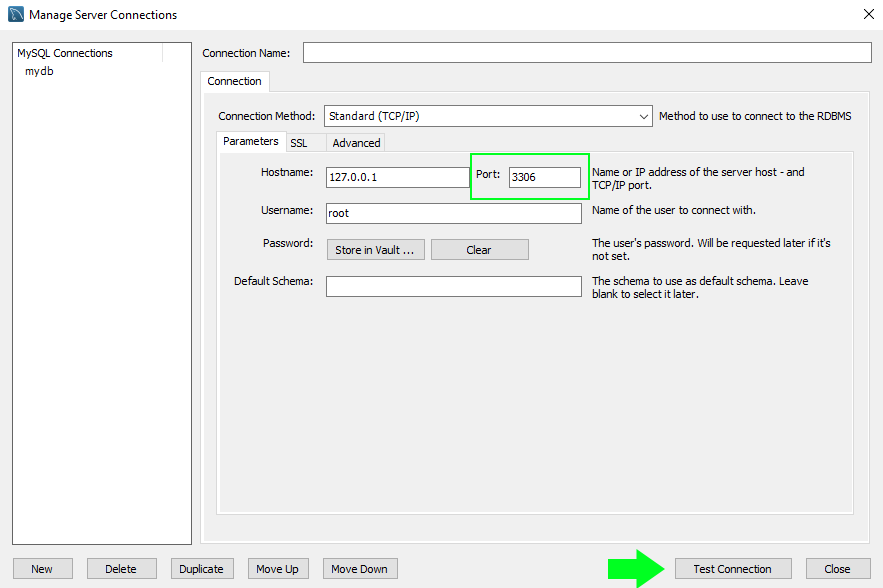 Manage Server Connections
MySQL Connections
mydb
Connection Name:
Connection
Connection Method: Standard (TCP/IP) Method to use to connect to the RDBMS
Parameters SSL Advanced
Hostname: 127.0.0.1 Port: 3306 Name or IP address of the server host - and
TCP/IP port.
Username: root Name of the user to connect with.
Password: Store in Vault ... Clear The user's password. Will be requested later if it's
not set.
Default Schema: The schema to use as default schema. Leave
blank to select it later.
New Delete Duplicate Move Up Move Down Test Connection Close